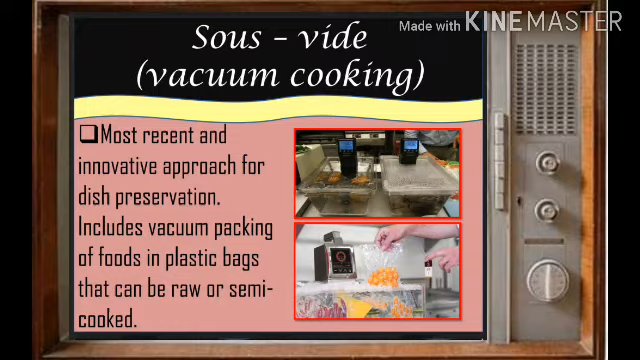 Made with KINEMASTER
Sous – vide
(vacuum cooking)
❑Most recent and
innovative approach for
dish preservation.
Includes vacuum packing
of foods in plastic bags
that can be raw or semi-
cooked.